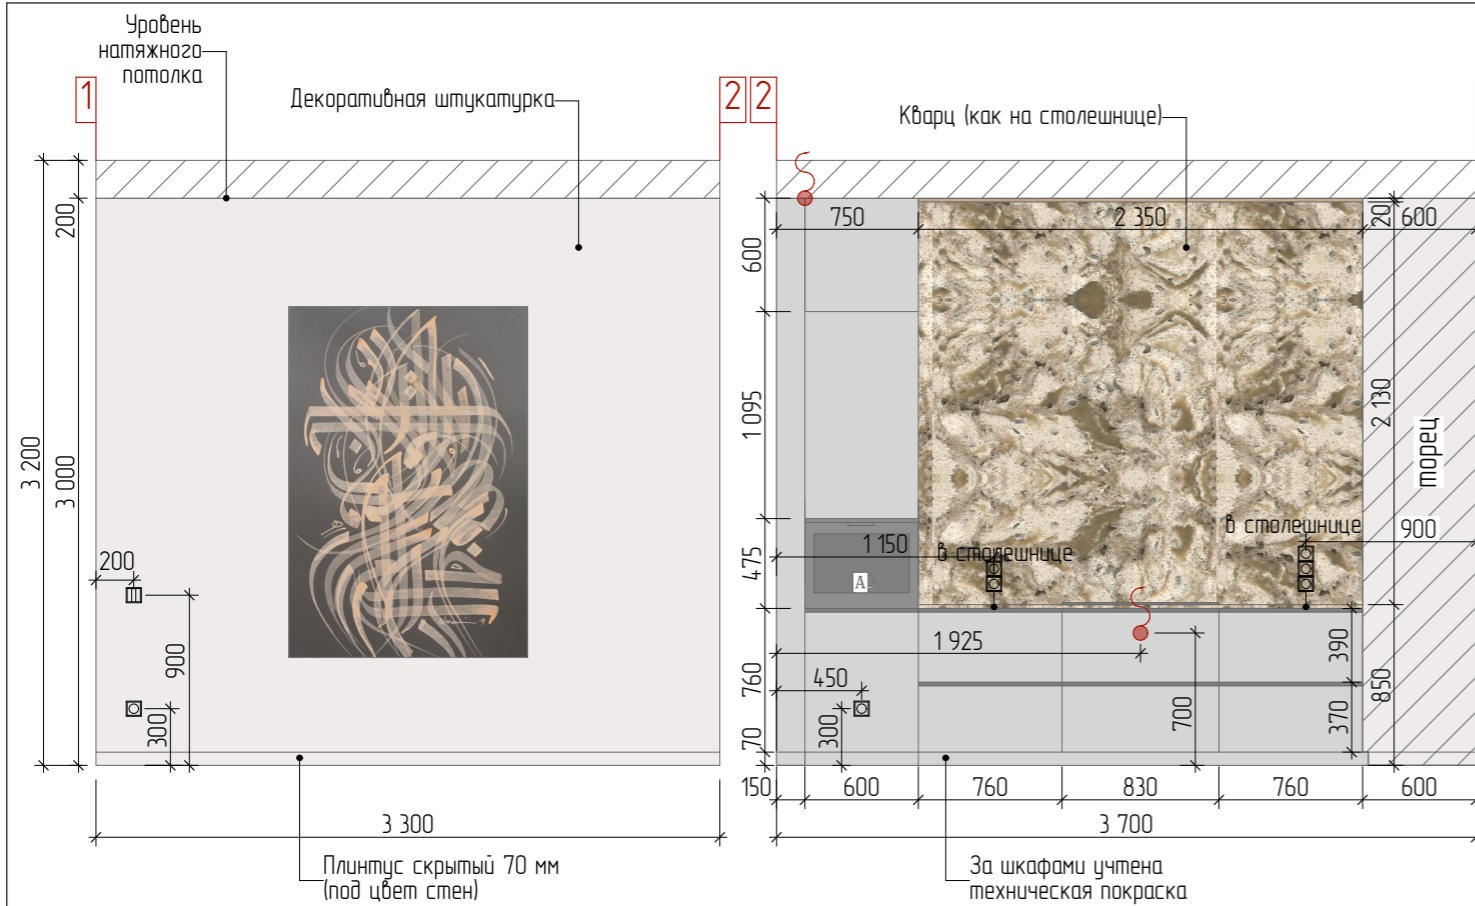 Уровень
натяжного
потолка
1
Декоративная штукатурка
2
2
Кварц (как на столешнице)
200
3 200
3 000
200
900
300
3 300
Плинтус скрытый 70 мм
(под цвет стен)
750
2 350
20
600
600
1 095
475
760
70
2 130
торец
в столешнице
900
1 150
в столешнице
A
1 925
450
300
700
390
370
850
150
600
760
830
760
600
3 700
За шкафами учтена
техническая покраска